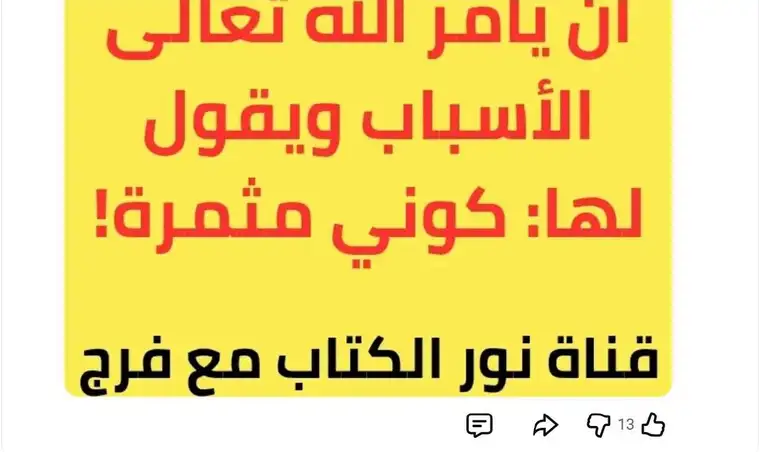 أن يأمر الله تعالى
الأسباب ويقول
لها: كوني مثمرة!
قناة نور الكتاب مع فرج
13